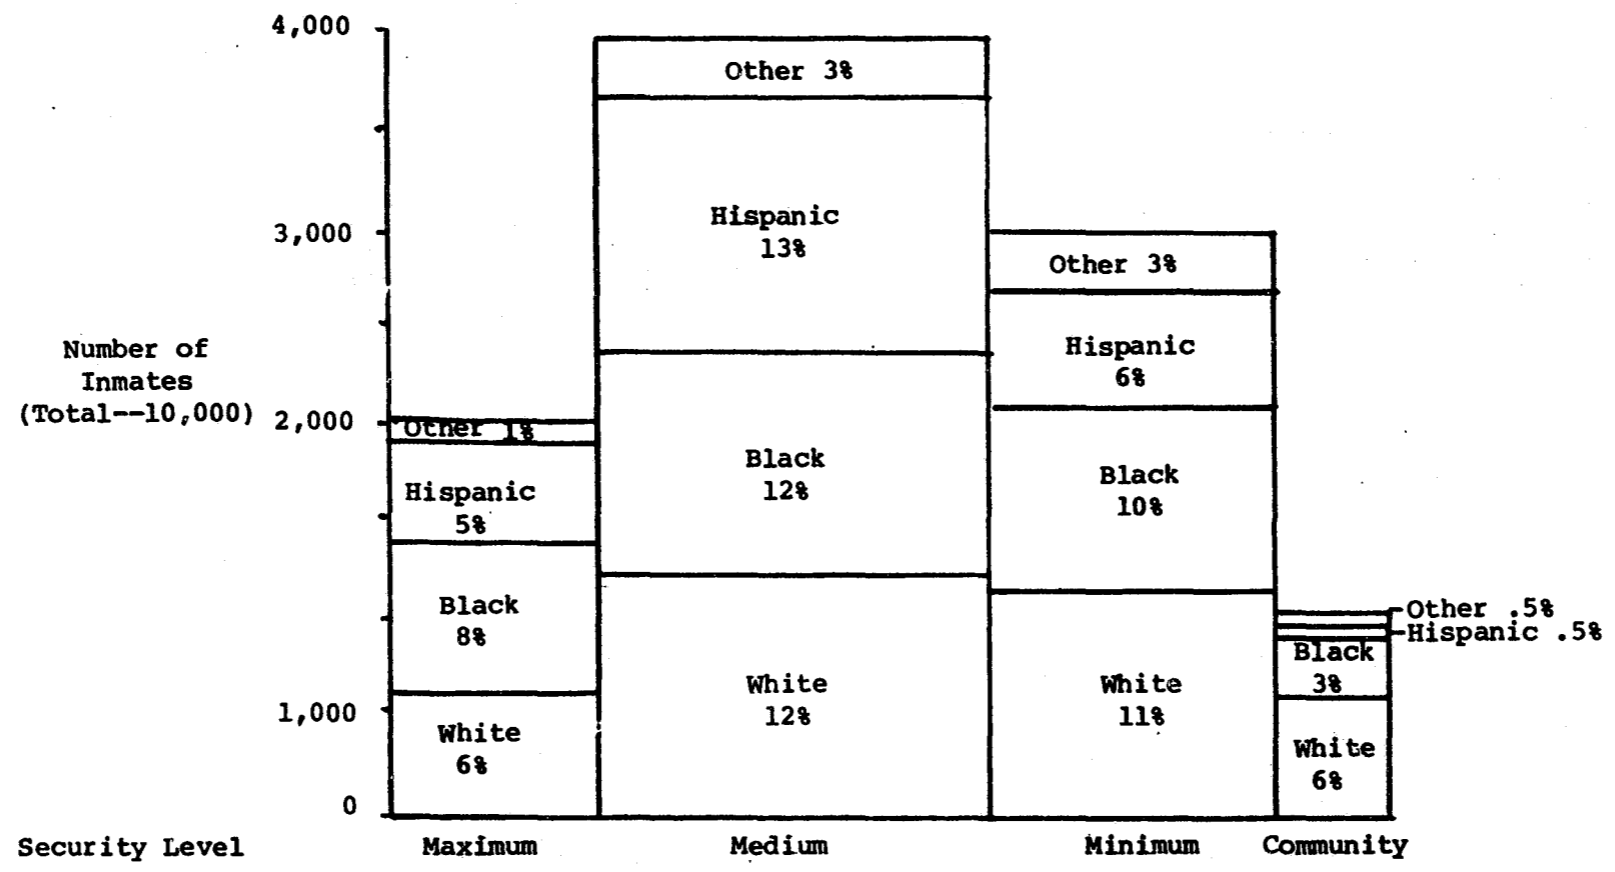 4,000
Other 3%
Hispanic
13%
3,000
Other 3%
Number of
Inmates
(Total--10,000)
Hispanic
6%
2,000
Other 1%
Black
12%
Black
10%
Hispanic
5%
Black
8%
Other .5%
Hispanic .5%
Black
3%
White
12%
White
11%
1,000
White
6%
White
6%
0
Security Level
Maximum
Medium
Minimum
Community